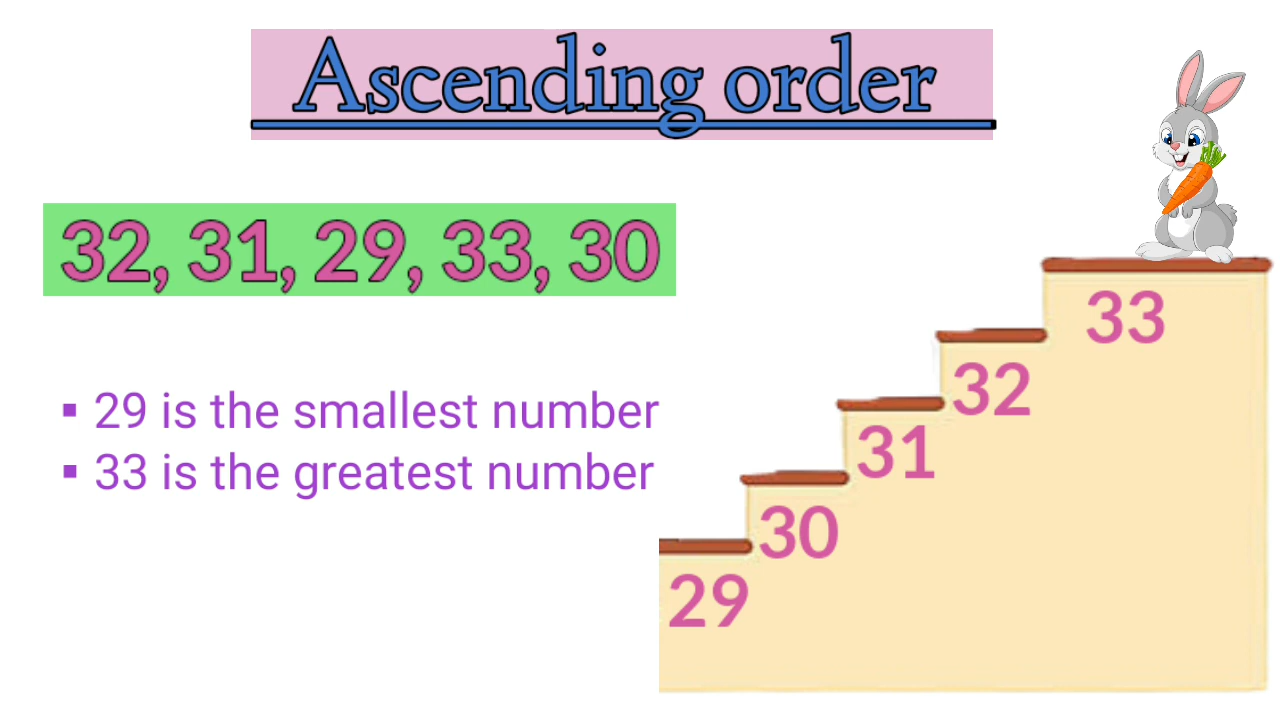 Ascending order
32, 31, 29, 33, 30
▪ 29 is the smallest number
▪ 33 is the greatest number
33
32
31
30
29